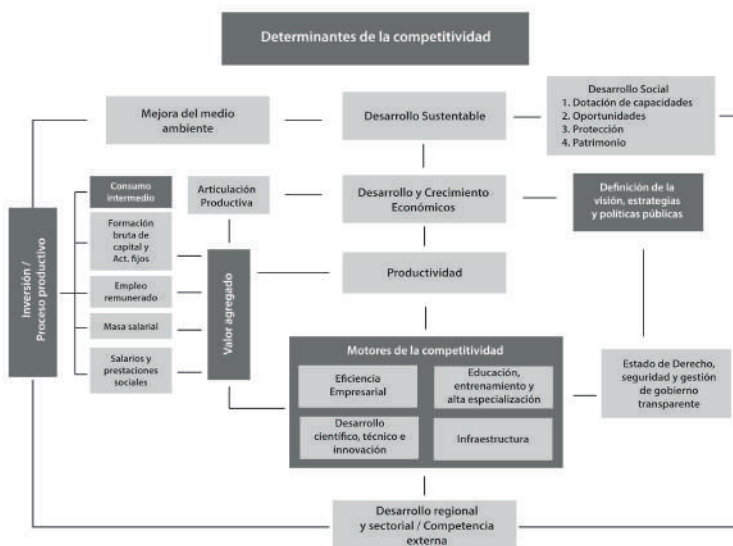 Determinantes de la competitividad
Mejora del medio
ambiente
Desarrollo Sustentable
Desarrollo Social
1. Dotación de capacidades
2. Oportunidades
3. Protección
4. Patrimonio
Consumo
intermedio
Articulación
Productiva
Desarrollo y Crecimiento
Económicos
Definición de la
visión, estrategias
y políticas públicas
Inversión /
Proceso productivo
Formación
bruta de
capital y
Act. fijos
Empleo
remunerado
Masa salarial
Salarios y
prestaciones
sociales
Valor agregado
Productividad
Motores de la competitividad
Eficiencia
Empresarial
Educación,
entrenamiento y
alta especialización
Desarrollo
científico, técnico e
innovación
Infraestructura
Estado de Derecho,
seguridad y gestión
de gobierno
transparente
Desarrollo regional
y sectorial / Competencia
externa